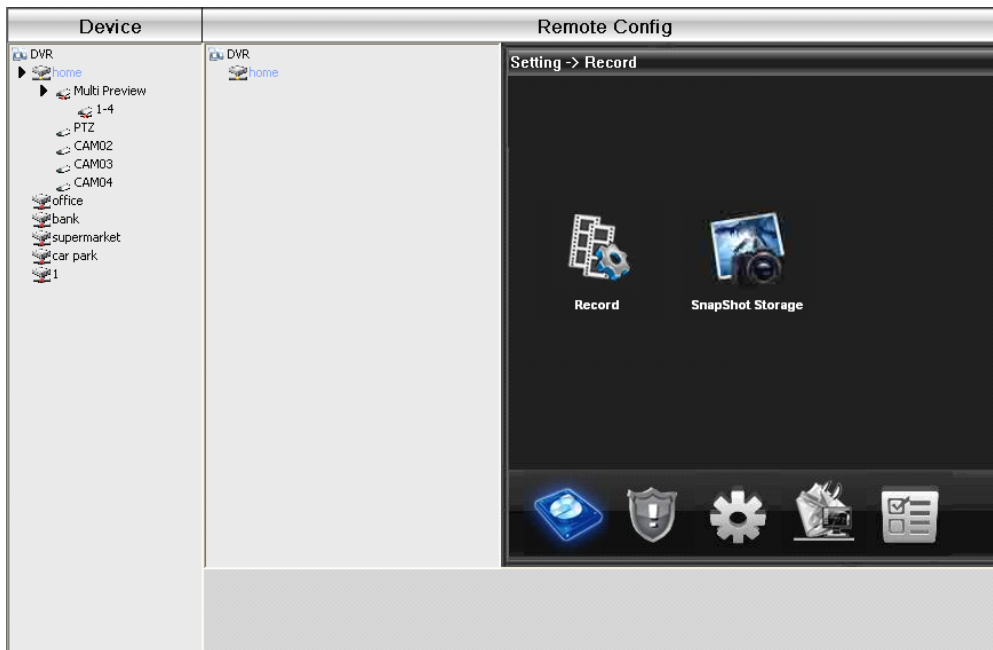 Device
Remote Config
DVR
home
Multi Preview
1-4
PTZ
CAM02
CAM03
CAM04
office
bank
supermarket
car park
1
DVR
home
Setting -> Record
Record
SnapShot Storage